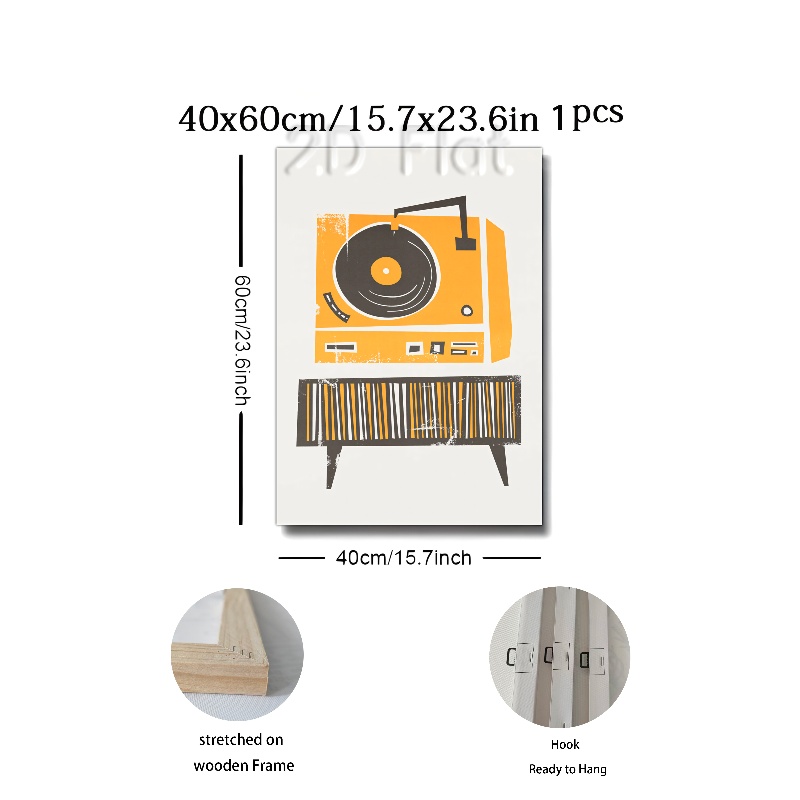 40x60cm/15.7x23.6in 1pcs
2D Flat
60cm/23.6inch
40cm/15.7inch
stretched on
wooden Frame
Hook
Ready to Hang